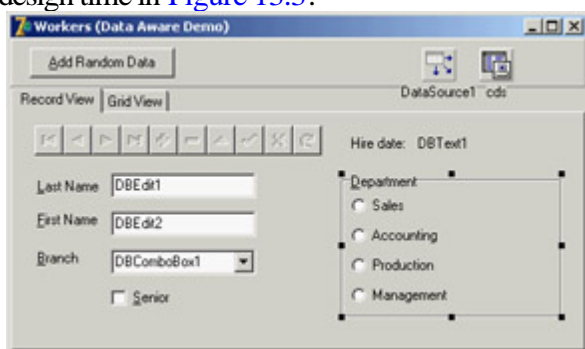 design time in Figure 13.3:
Workers (Data Aware Demo)
Add Random Data
DataSource1 cds
Record View Grid View
Hire date: DBText1
Last Name DBEdit1
First Name DBEdit2
Branch DBComboBox1
Senior
Department
Sales
Accounting
Production
Management